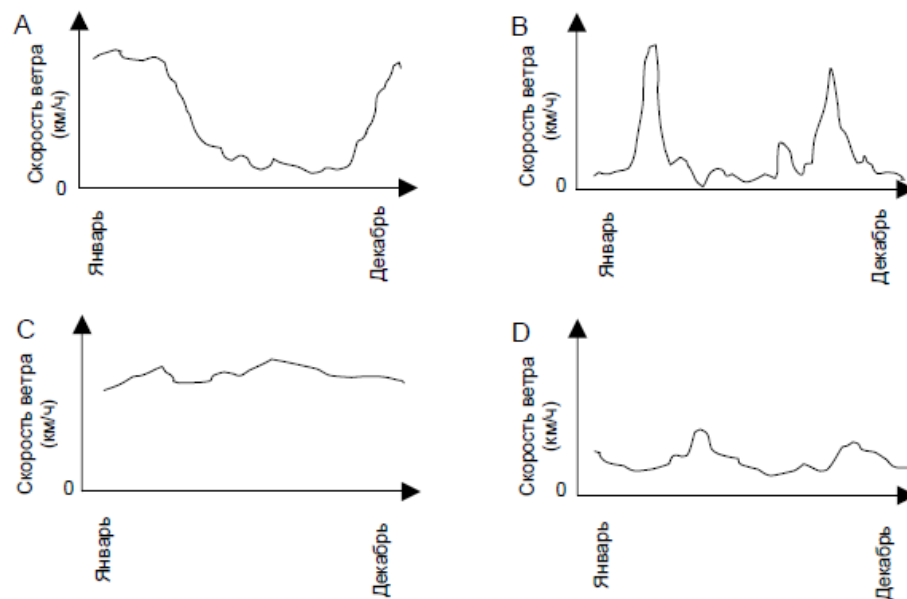 A
Скорость ветра
(км/ч)
0
Январь
Декабрь
B
Скорость ветра
(км/ч)
0
Январь
Декабрь
C
Скорость ветра
(км/ч)
0
Январь
Декабрь
D
Скорость ветра
(км/ч)
0
Январь
Декабрь